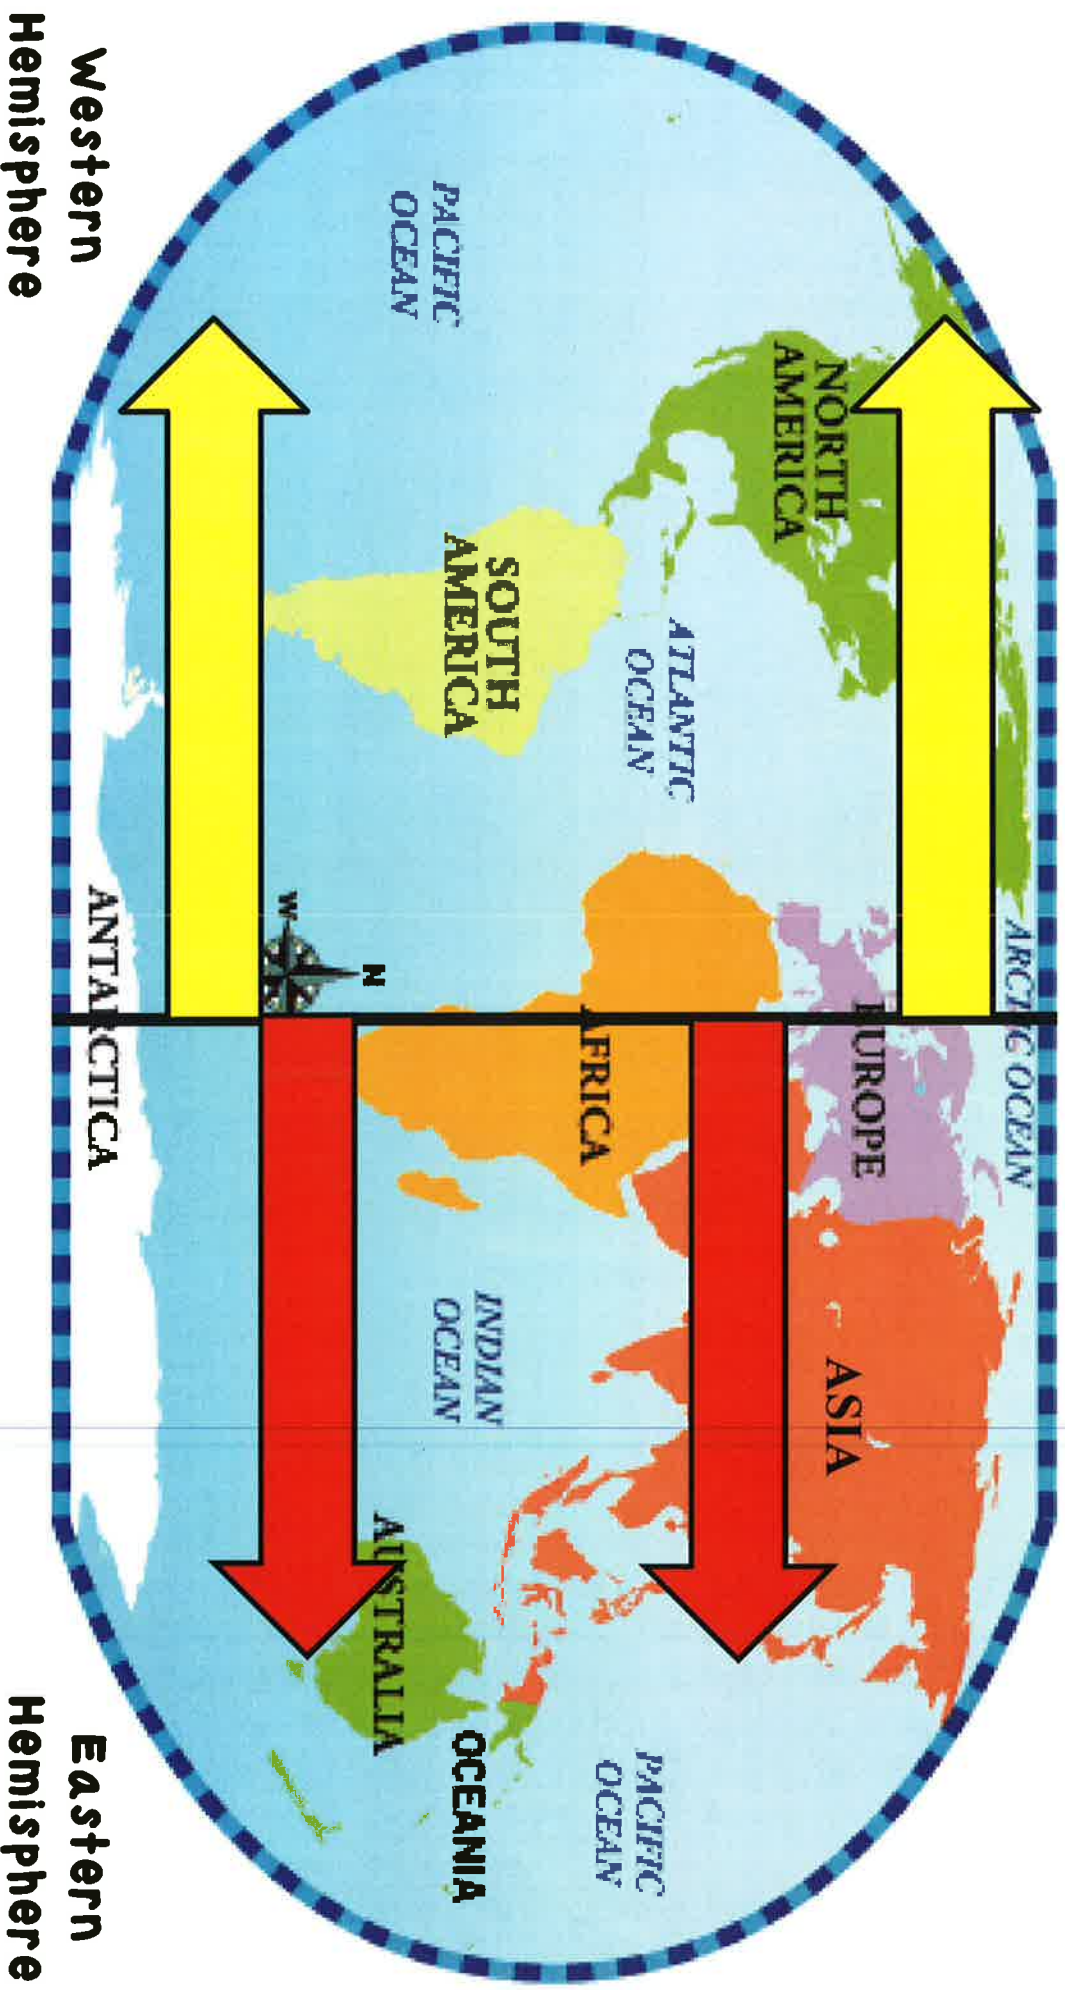 ARCTIC OCEAN
NORTH
AMERICA
EUROPE
ASIA
ATLANTIC
OCEAN
PACIFIC
OCEAN
AFRICA
PACIFIC
OCEAN
SOUTH
AMERICA
INDIAN
OCEAN
OCEANIA
AUSTRALIA
N
W
ANTARCTICA
Western
Hemisphere
Eastern
Hemisphere